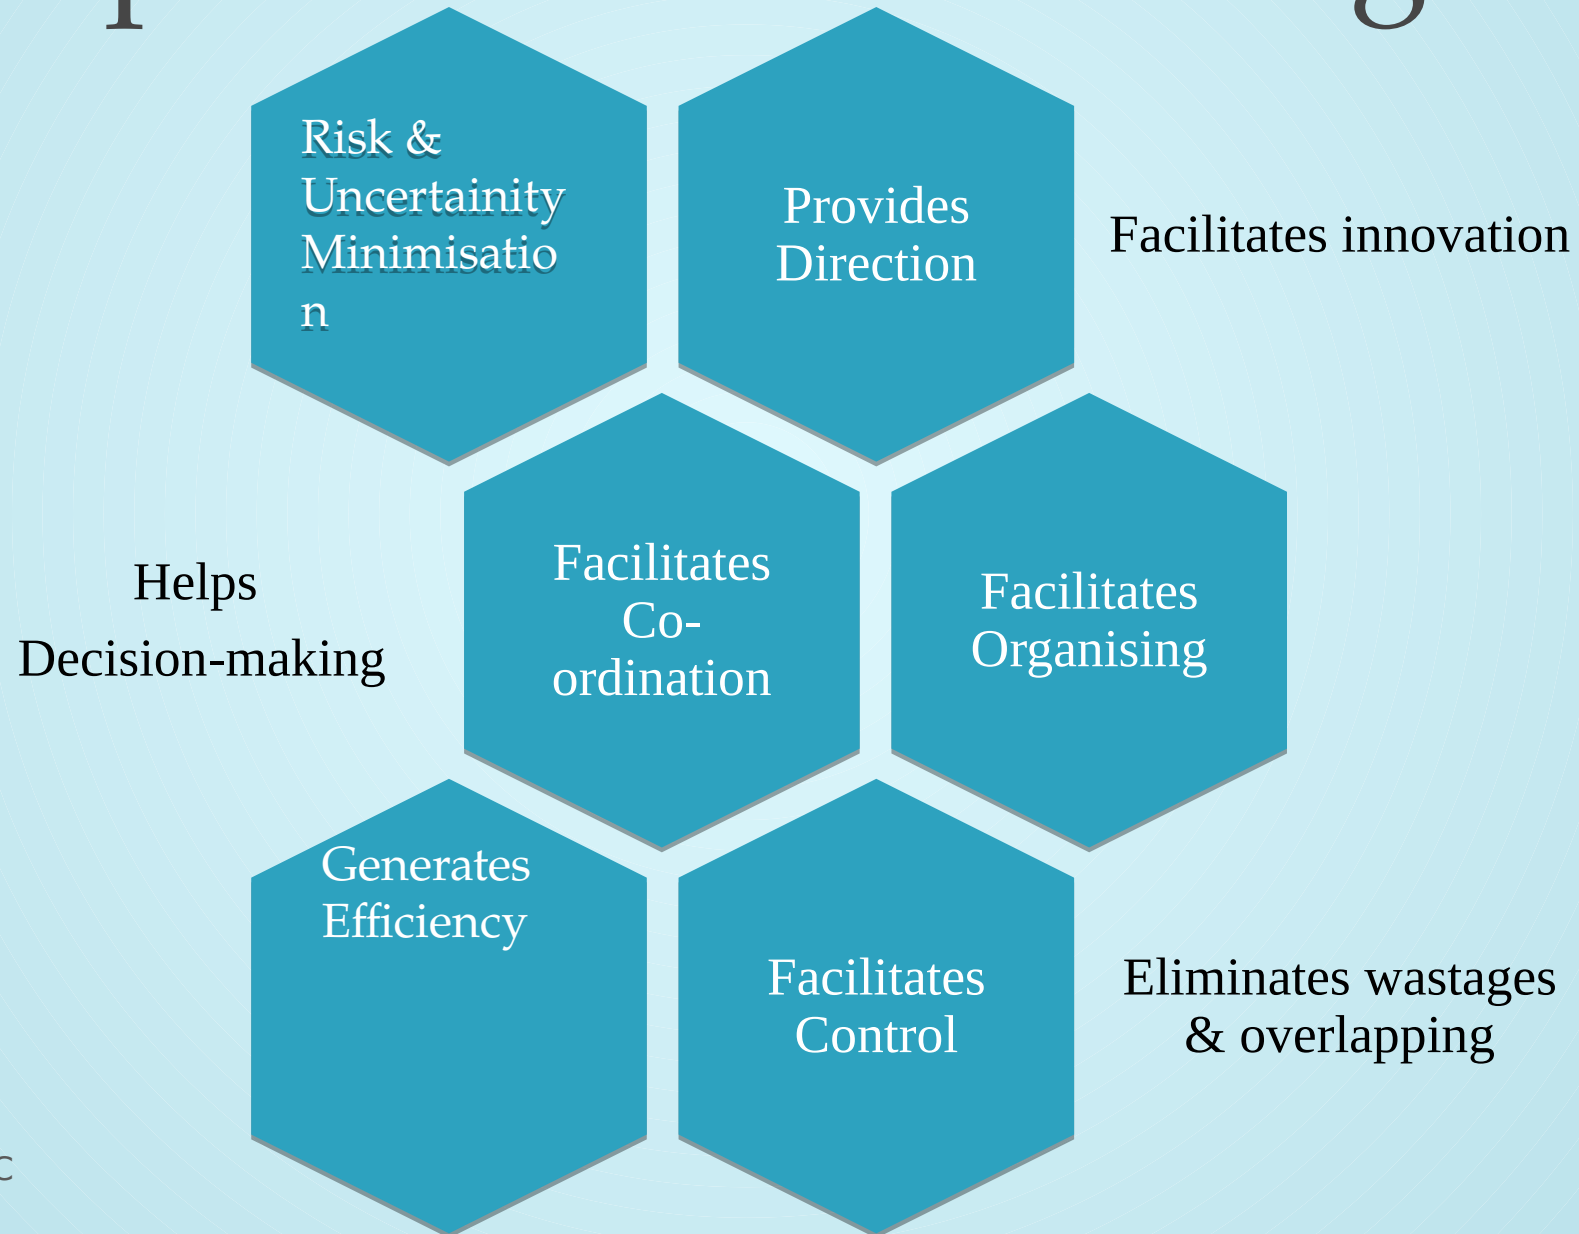 Risk &
Uncertainity
Minimisatio
n
Provides
Direction
Facilitates innovation
Helps
Decision-making
Facilitates
Co-
ordination
Facilitates
Organising
Generates
Efficiency
Facilitates
Control
Eliminates wastages
& overlapping